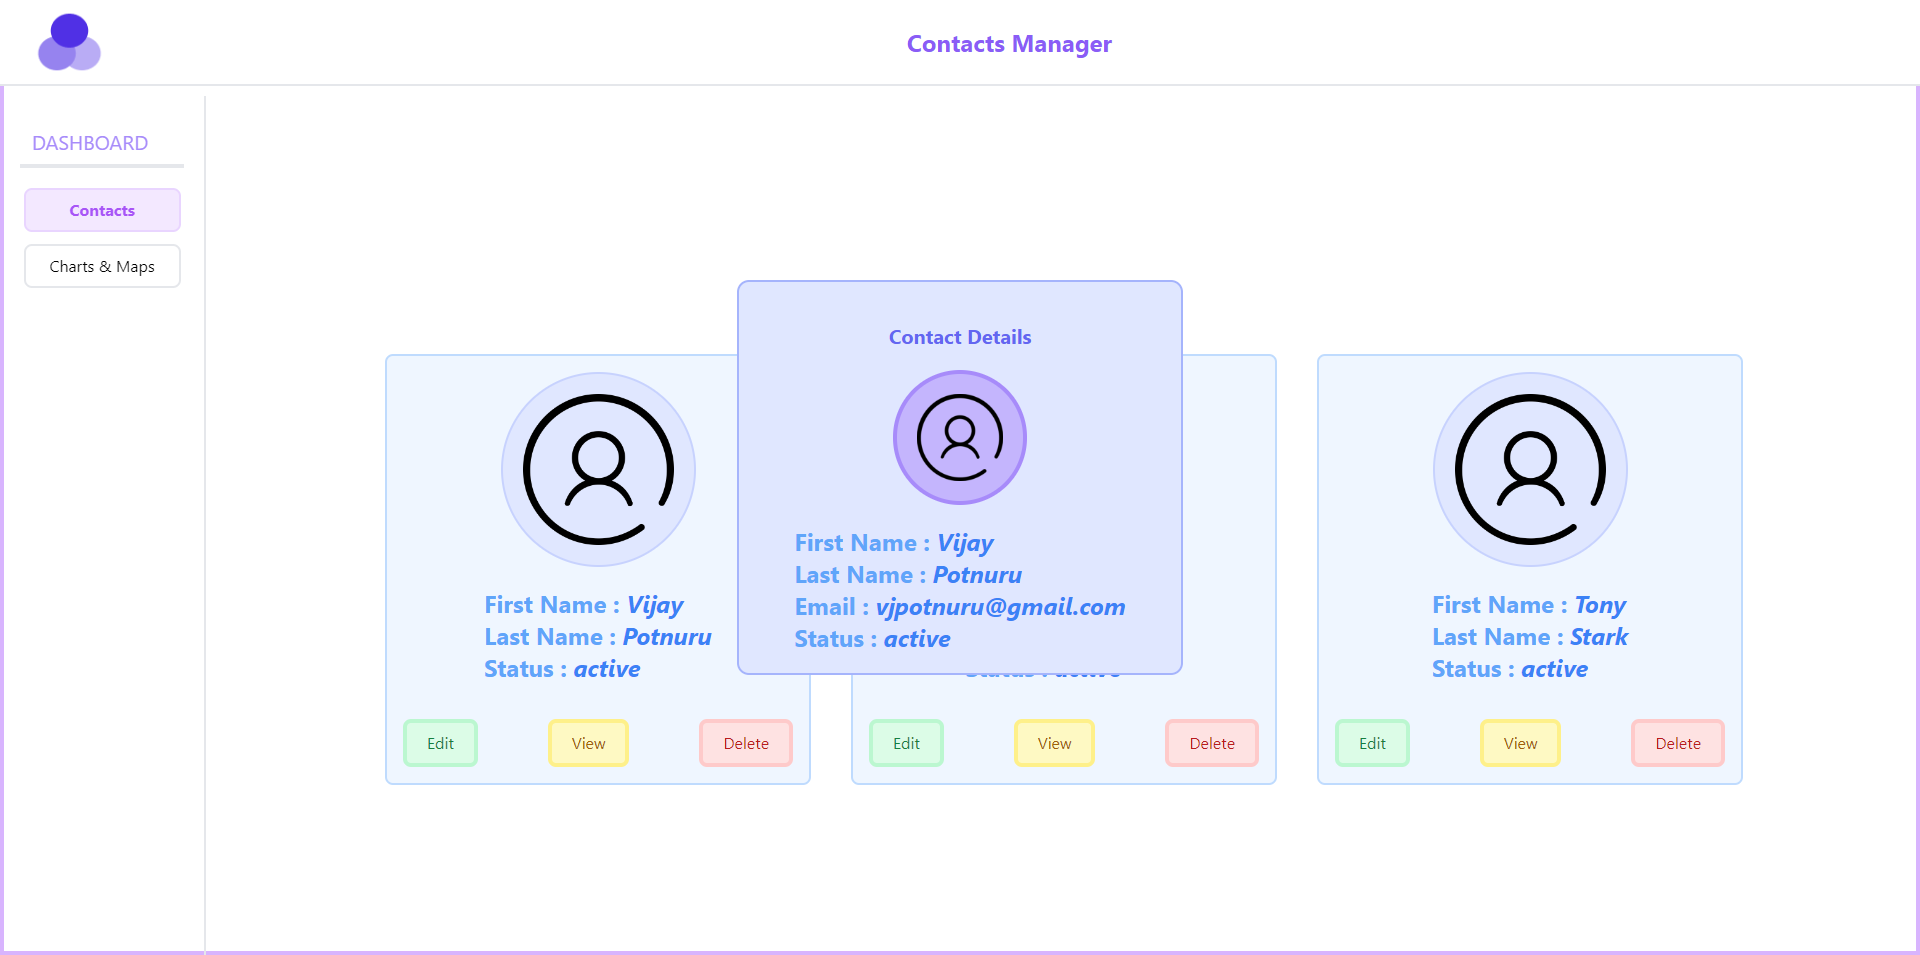 Contacts Manager
DASHBOARD
Contacts
Charts & Maps
Contact Details
First Name : Vijay
Last Name : Potnuru
Email : vjpotnuru@gmail.com
Status : active
First Name : Vijay
Last Name : Potnuru
Status : active
Edit View Delete
Status : active
Edit View Delete
First Name : Tony
Last Name : Stark
Status : active
Edit View Delete